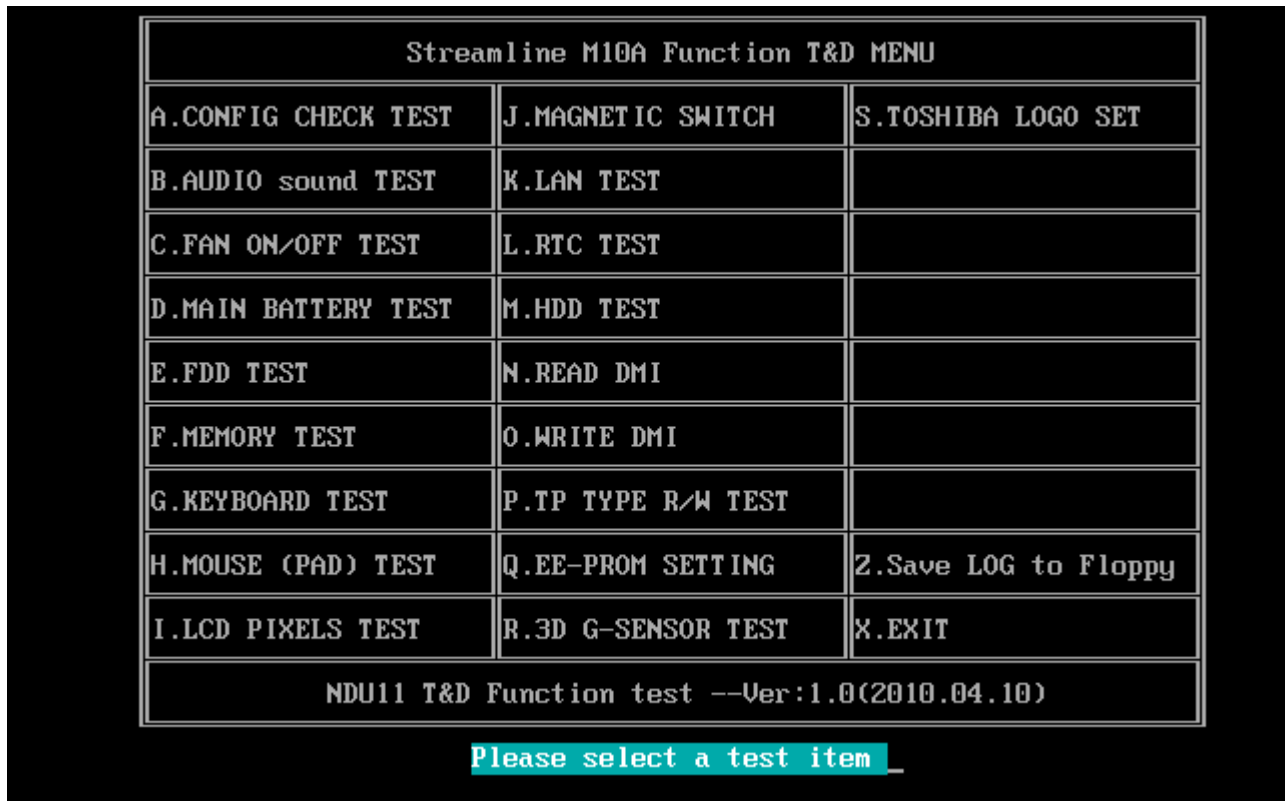 Streamline M10A Function T&D MENU
A.CONFIG CHECK TEST J.MAGNETIC SWITCH S.TOSHIBA LOGO SET
B.AUDIO sound TEST K.LAN TEST
C.FAN ON/OFF TEST L.RTC TEST
D.MAIN BATTERY TEST M.HDD TEST
E.FDD TEST N.READ DMI
F.MEMORY TEST O.WRITE DMI
G.KEYBOARD TEST P.TP TYPE R/W TEST
H.MOUSE (PAD) TEST Q.EE-PROM SETTING Z.Save LOG to Floppy
I.LCD PIXELS TEST R.3D G-SENSOR TEST X.EXIT
NDU11 T&D Function test --Ver:1.0(2010.04.10)
Please select a test item _